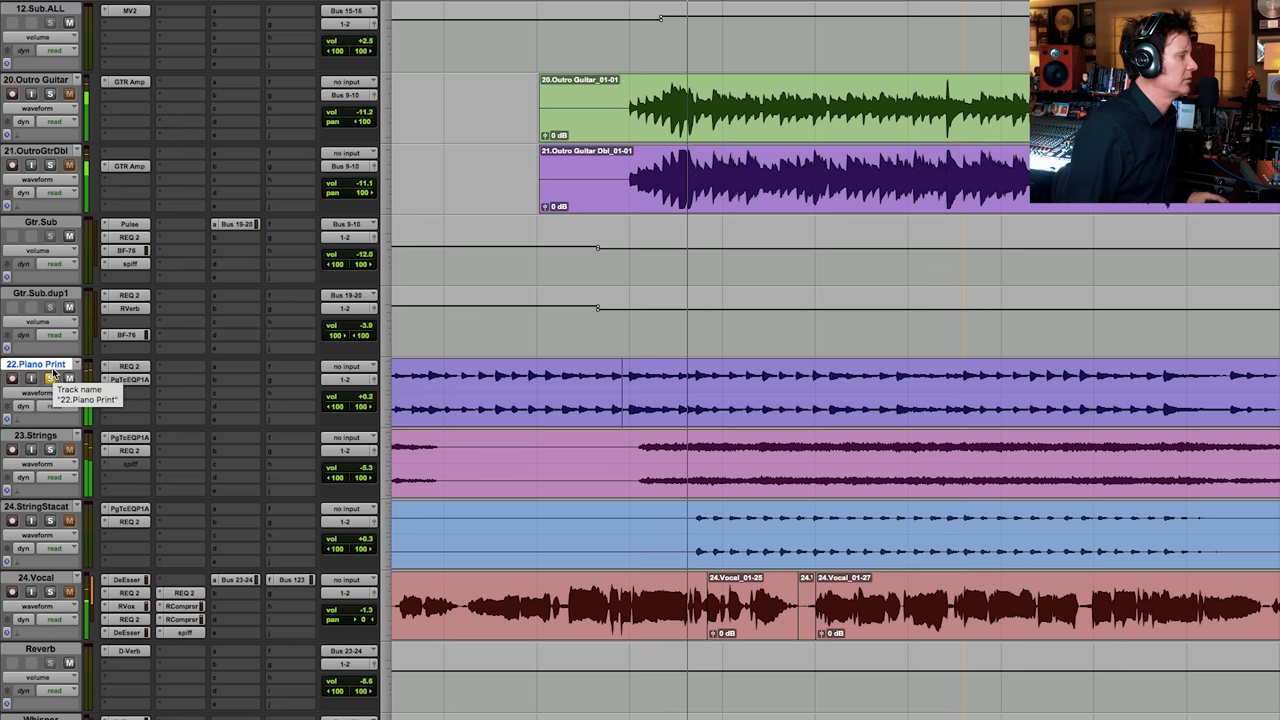 12.Sub.ALL
M
volume
dyn read
MV2
a f Bus 15-16
b g 1-2
c h
d i vol +2.5
e j 100 100
20.Outro Guitar
I S M
waveform
dyn read
GTR Amp
a f no input
b g Bus 9-10
c h
d i vol -11.2
e j pan 100
20.Outro Guitar_01-01
0 dB
21.OutroGtrDbl
I S M
waveform
dyn read
GTR Amp
a f no input
b g Bus 9-10
c h
d i vol -11.1
e j pan 100
21.Outro Guitar Dbl_01-01
0 dB
Gtr.Sub
S M
volume
dyn read
Pulse
REQ 2
BF-76
spiff
a Bus 19-20 f Bus 9-10
b g 1-2
c h
d i vol -12.0
e j 100 100
Gtr.Sub.dup1
S M
volume
dyn read
REQ 2
RVerb
BF-76
a f Bus 19-20
b g 1-2
c h
d i vol -3.9
e j 100 100
22.Piano Print
I S M
waveform
dyn read
REQ 2
PgTcEQP1A
Track name
"22.Piano Print"
a f no input
b g 1-2
c h
d i vol +0.2
e j 100 100
23.Strings
I S M
waveform
dyn read
PgTcEQP1A
REQ 2
spiff
a f no input
b g 1-2
c h
d i vol -5.3
e j 100 100
24.StringStacat
I S M
waveform
dyn read
PgTcEQP1A
REQ 2
a f no input
b g 1-2
c h
d i vol +0.3
e j 100 100
24.Vocal
I S M
waveform
dyn read
DeEsser
REQ 2 REQ 2
RVox RComprsr
REQ 2 RComprsr
DeEsser spiff
a Bus 23-24 f Bus 123 no input
b g 1-2
c h
d i vol -1.3
e j pan 0
24.Vocal_01-25
24.V
24.Vocal_01-27
0 dB
0 dB
Reverb
S M
volume
dyn read
D-Verb
a f Bus 23-24
b g 1-2
c h
d i vol -8.6
e j 100 100
Whisper